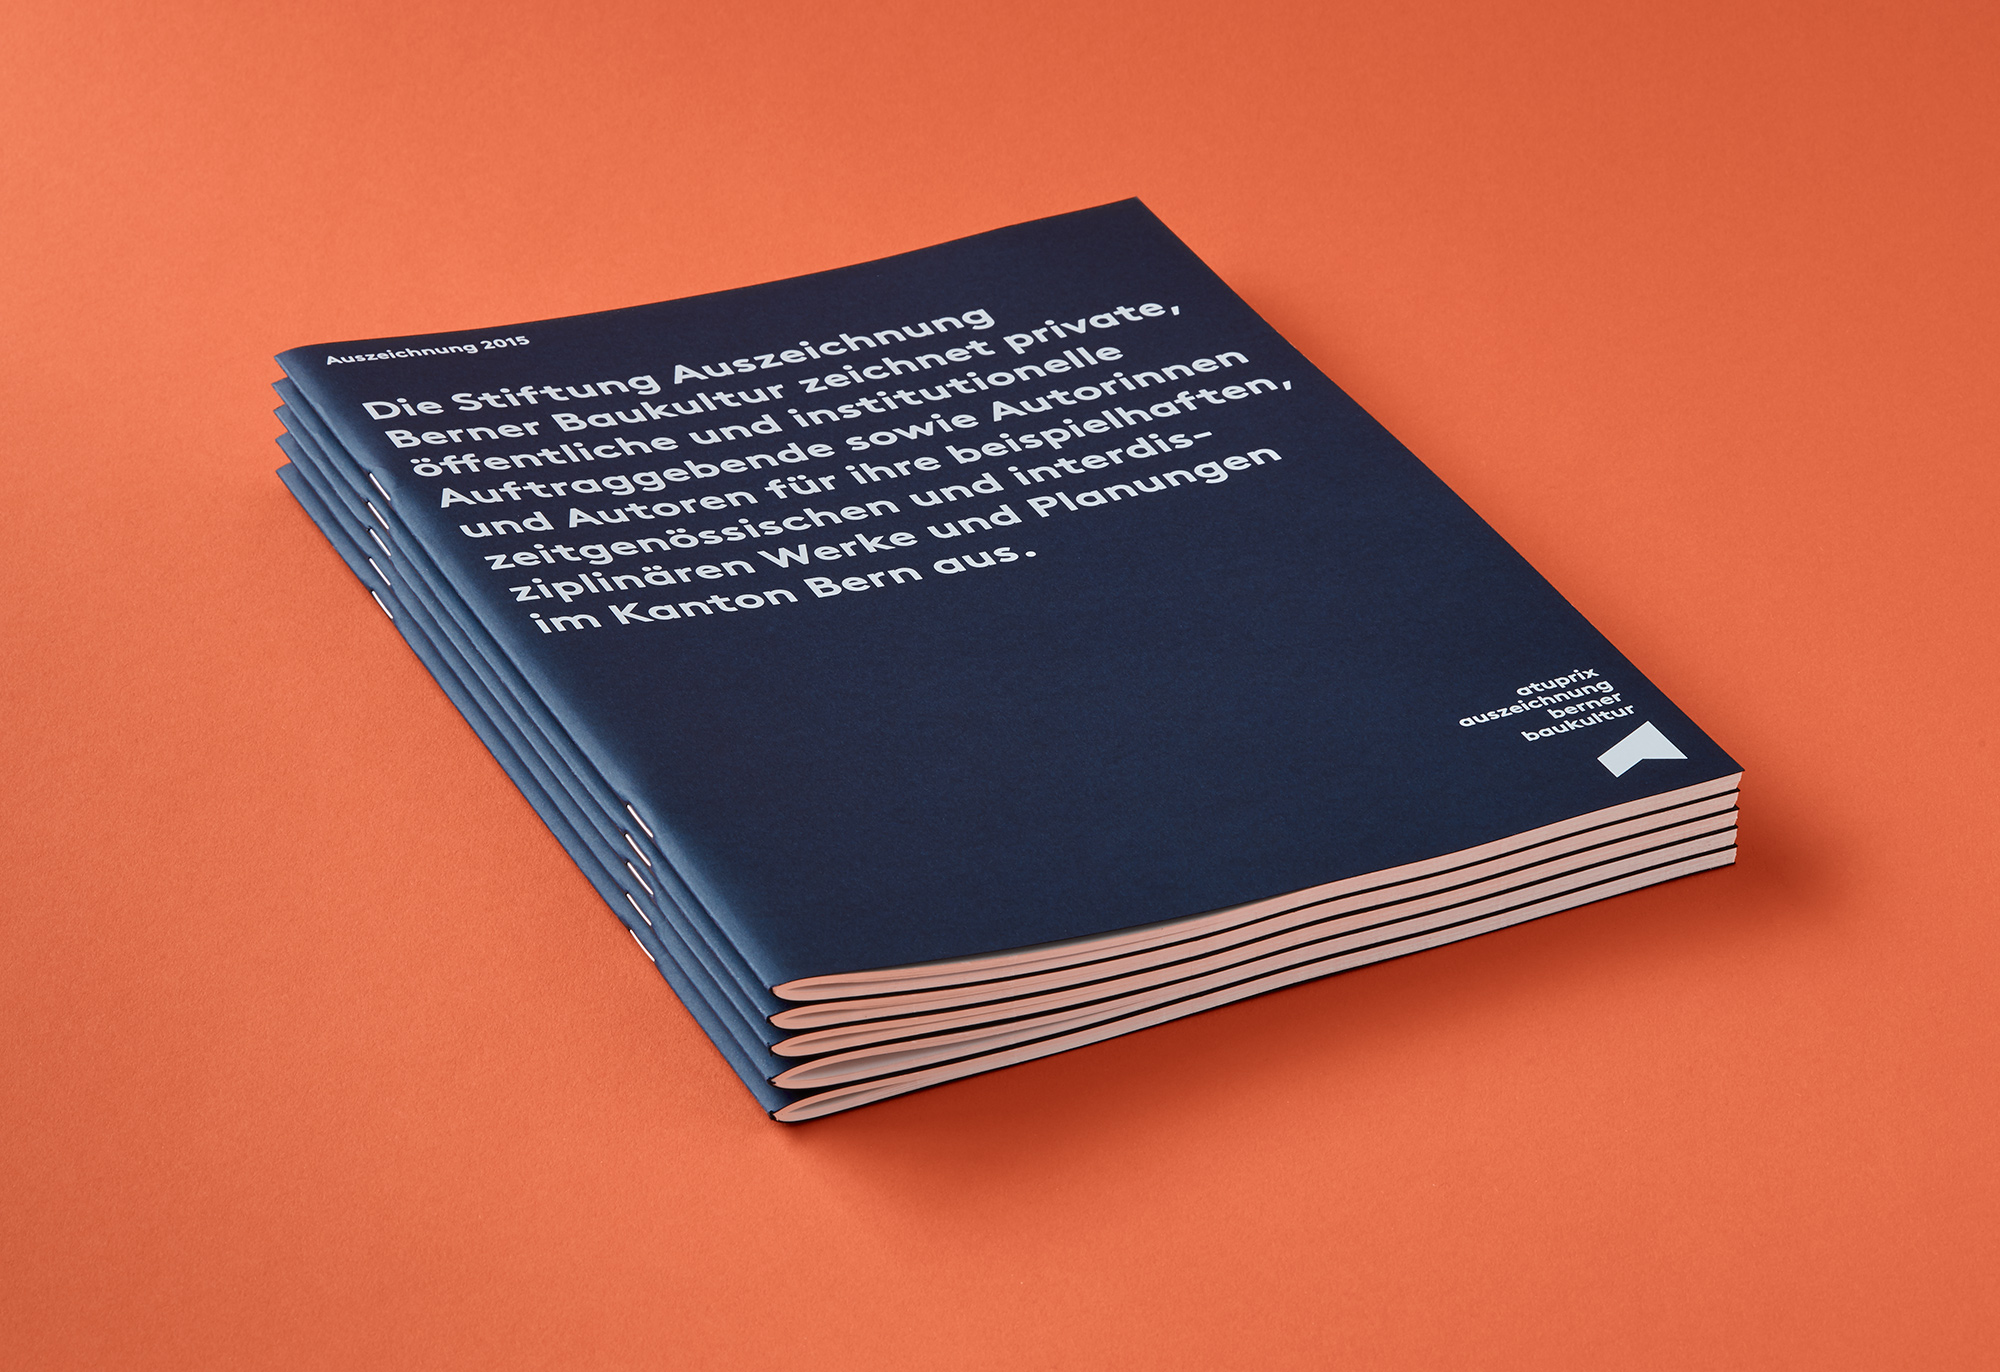 Auszeichnung 2015
Die Stiftung Auszeichnung
Berner Baukultur zeichnet private,
öffentliche und institutionelle
Auftraggebende sowie Autorinnen
und Autoren für ihre beispielhaften,
zeitgenössischen und interdis-
ziplinären Werke und Planungen
im Kanton Bern aus.
atuprix
auszeichnung
berner
baukultur